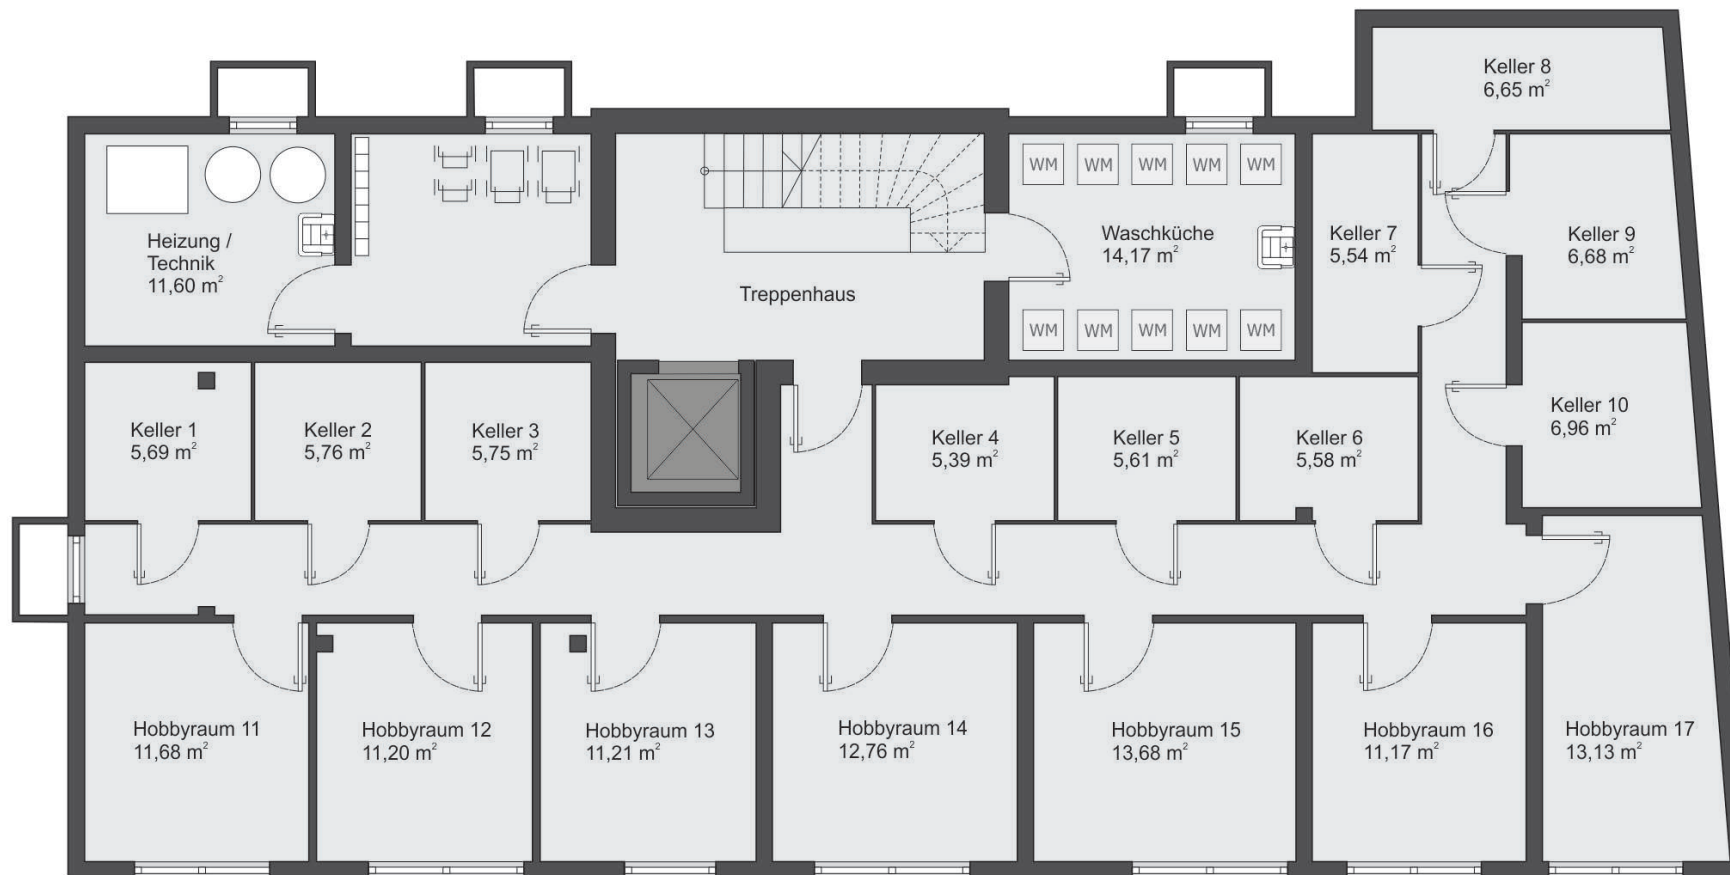 Keller 8
6,65 m²
WM WM WM WM WM
Heizung /
Technik
11,60 m²
Treppenhaus
Waschküche
14,17 m²
Keller 7
5,54 m²
Keller 9
6,68 m²
WM WM WM WM WM
Keller 1
5,69 m²
Keller 2
5,76 m²
Keller 3
5,75 m²
Keller 4
5,39 m²
Keller 5
5,61 m²
Keller 6
5,58 m²
Keller 10
6,96 m²
Hobbyraum 11
11,68 m²
Hobbyraum 12
11,20 m²
Hobbyraum 13
11,21 m²
Hobbyraum 14
12,76 m²
Hobbyraum 15
13,68 m²
Hobbyraum 16
11,17 m²
Hobbyraum 17
13,13 m²